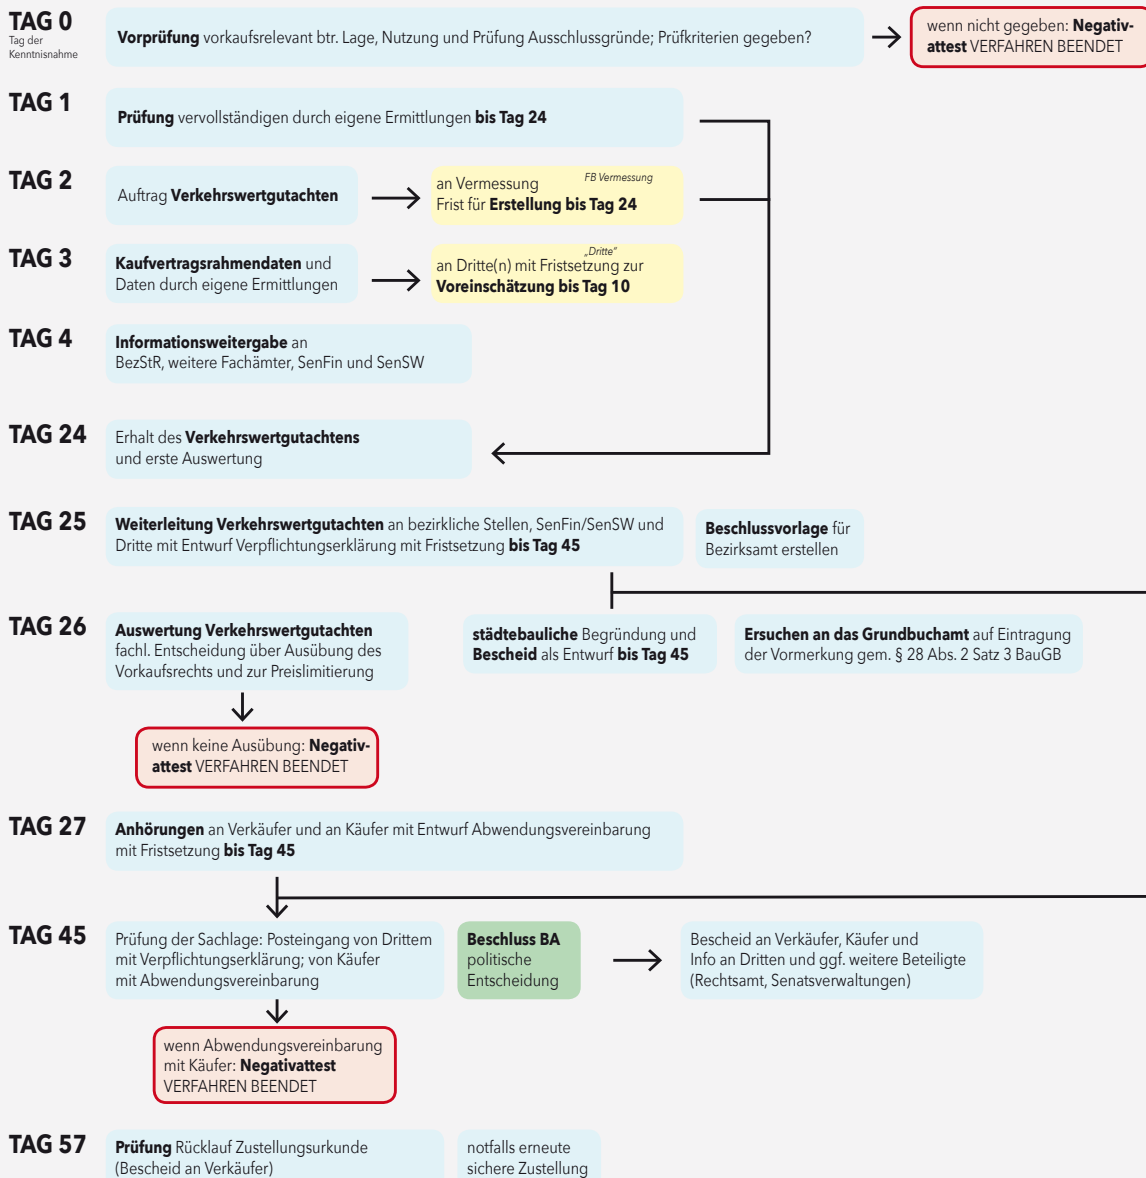 TAG 0
Tag der
Kenntnisnahme
Vorprüfung vorkaufsrelevant btr. Lage, Nutzung und Prüfung Ausschlussgründe; Prüfkriterien gegeben?
wenn nicht gegeben: Negativ-
attest VERFAHREN BEENDET
TAG 1
Prüfung vervollständigen durch eigene Ermittlungen bis Tag 24
TAG 2
Auftrag Verkehrswertgutachten
an Vermessung
FB Vermessung
Frist für Erstellung bis Tag 24
TAG 3
Kaufvertragsrahmendaten und
Daten durch eigene Ermittlungen
„Dritte“
an Dritte(n) mit Fristsetzung zur
Voreinschätzung bis Tag 10
TAG 4
Informationsweitergabe an
BezStR, weitere Fachämter, SenFin und SenSW
TAG 24
Erhalt des Verkehrswertgutachtens
und erste Auswertung
TAG 25
Weiterleitung Verkehrswertgutachten an bezirkliche Stellen, SenFin/SenSW und
Dritte mit Entwurf Verpflichtungserklärung mit Fristsetzung bis Tag 45
Beschlussvorlage für
Bezirksamt erstellen
TAG 26
Auswertung Verkehrswertgutachten
fachl. Entscheidung über Ausübung des
Vorkaufsrechts und zur Preislimitierung
städtebauliche Begründung und
Bescheid als Entwurf bis Tag 45
Ersuchen an das Grundbuchamt auf Eintragung
der Vormerkung gem. § 28 Abs. 2 Satz 3 BauGB
wenn keine Ausübung: Negativ-
attest VERFAHREN BEENDET
TAG 27
Anhörungen an Verkäufer und an Käufer mit Entwurf Abwendungsvereinbarung
mit Fristsetzung bis Tag 45
TAG 45
Prüfung der Sachlage: Posteingang von Drittem
mit Verpflichtungserklärung; von Käufer
mit Abwendungsvereinbarung
Beschluss BA
politische
Entscheidung
Bescheid an Verkäufer, Käufer und
Info an Dritten und ggf. weitere Beteiligte
(Rechtsamt, Senatsverwaltungen)
wenn Abwendungsvereinbarung
mit Käufer: Negativattest
VERFAHREN BEENDET
TAG 57
Prüfung Rücklauf Zustellungsurkunde
(Bescheid an Verkäufer)
notfalls erneute
sichere Zustellung